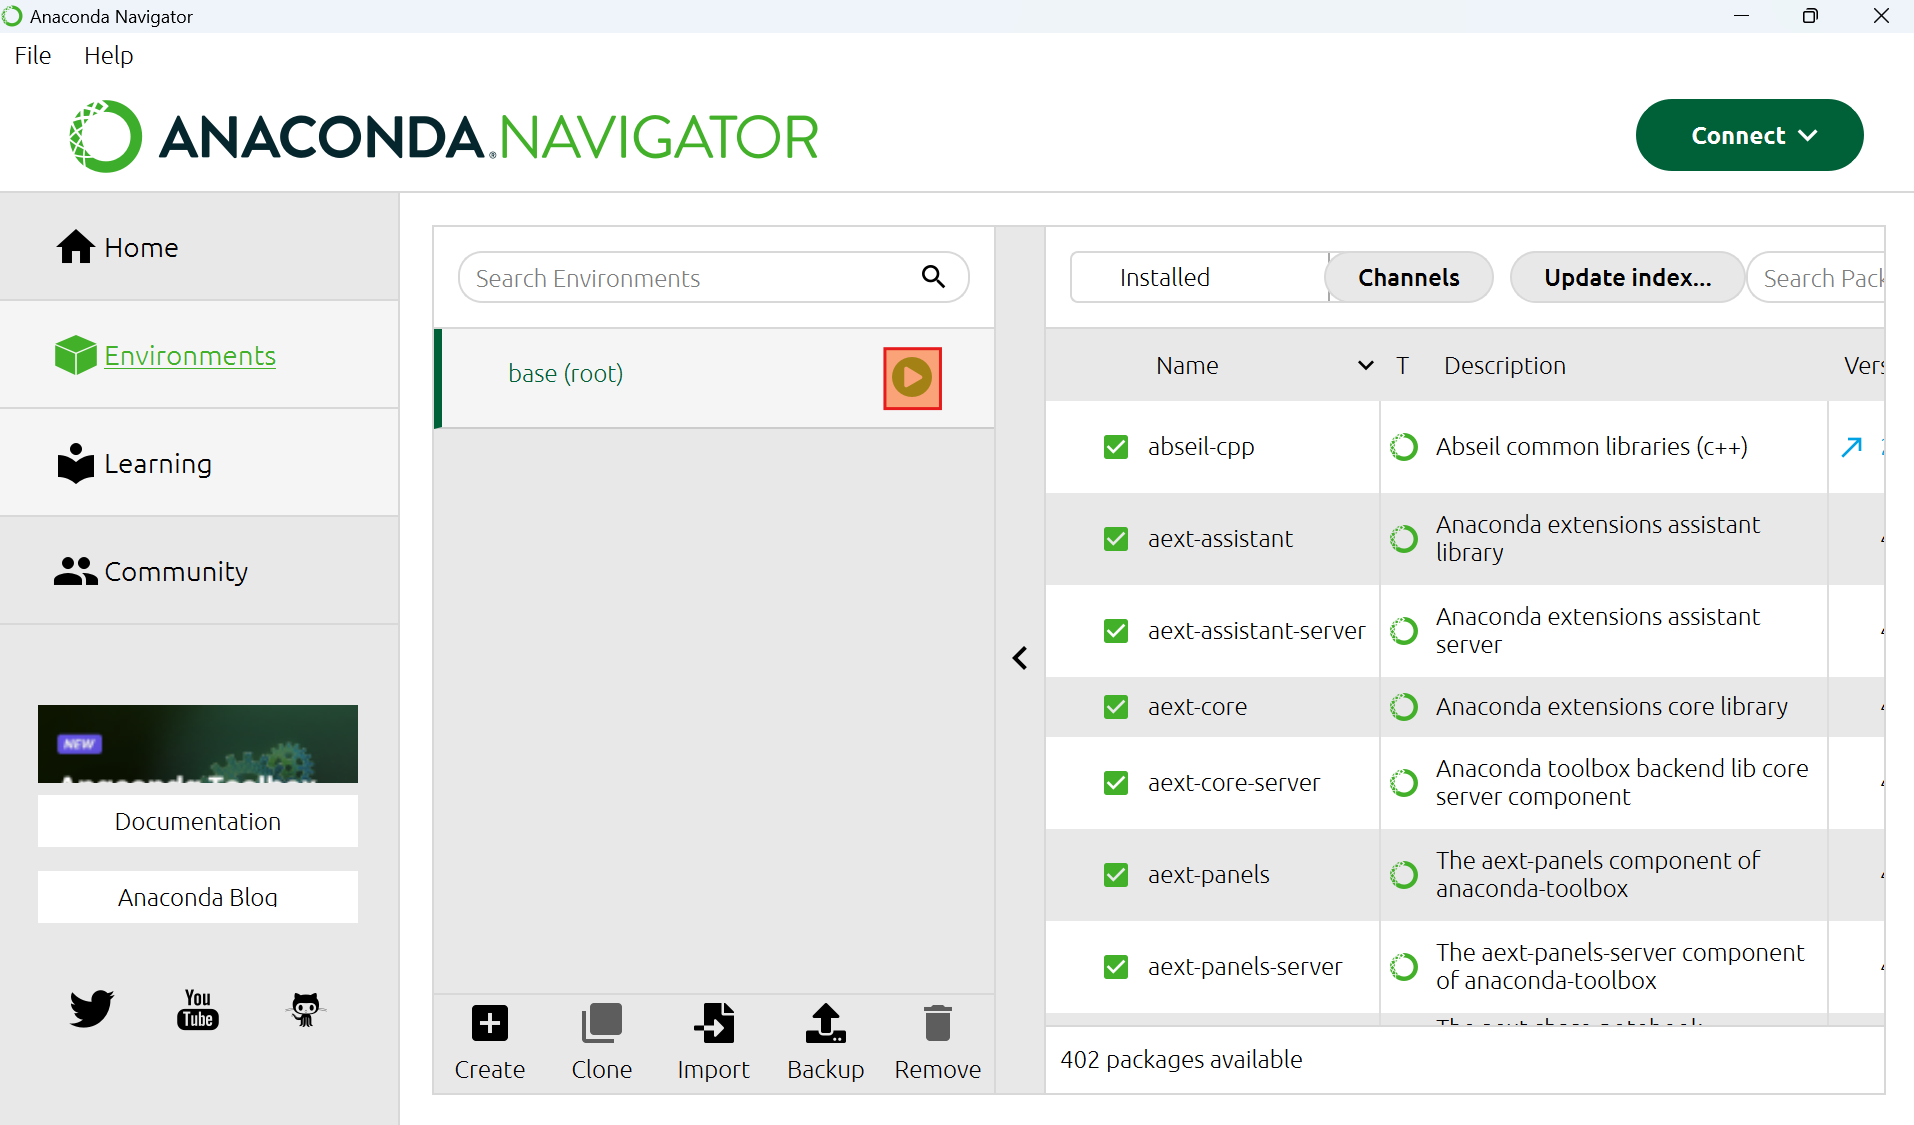 Anaconda Navigator
File Help
ANACONDA.NAVIGATOR
Connect
Home
Environments
Learning
Community
NEW
Anaconda Toolbox
Documentation
Anaconda Blog
You
Tube
Search Environments
base (root)
Create Clone Import Backup Remove
Installed Channels Update index... Search Pack
Name T Description Vers
abseil-cpp Abseil common libraries (c++)
aext-assistant Anaconda extensions assistant
library
aext-assistant-server Anaconda extensions assistant
server
aext-core Anaconda extensions core library
aext-core-server Anaconda toolbox backend lib core
server component
aext-panels The aext-panels component of
anaconda-toolbox
aext-panels-server The aext-panels-server component
of anaconda-toolbox
402 packages available